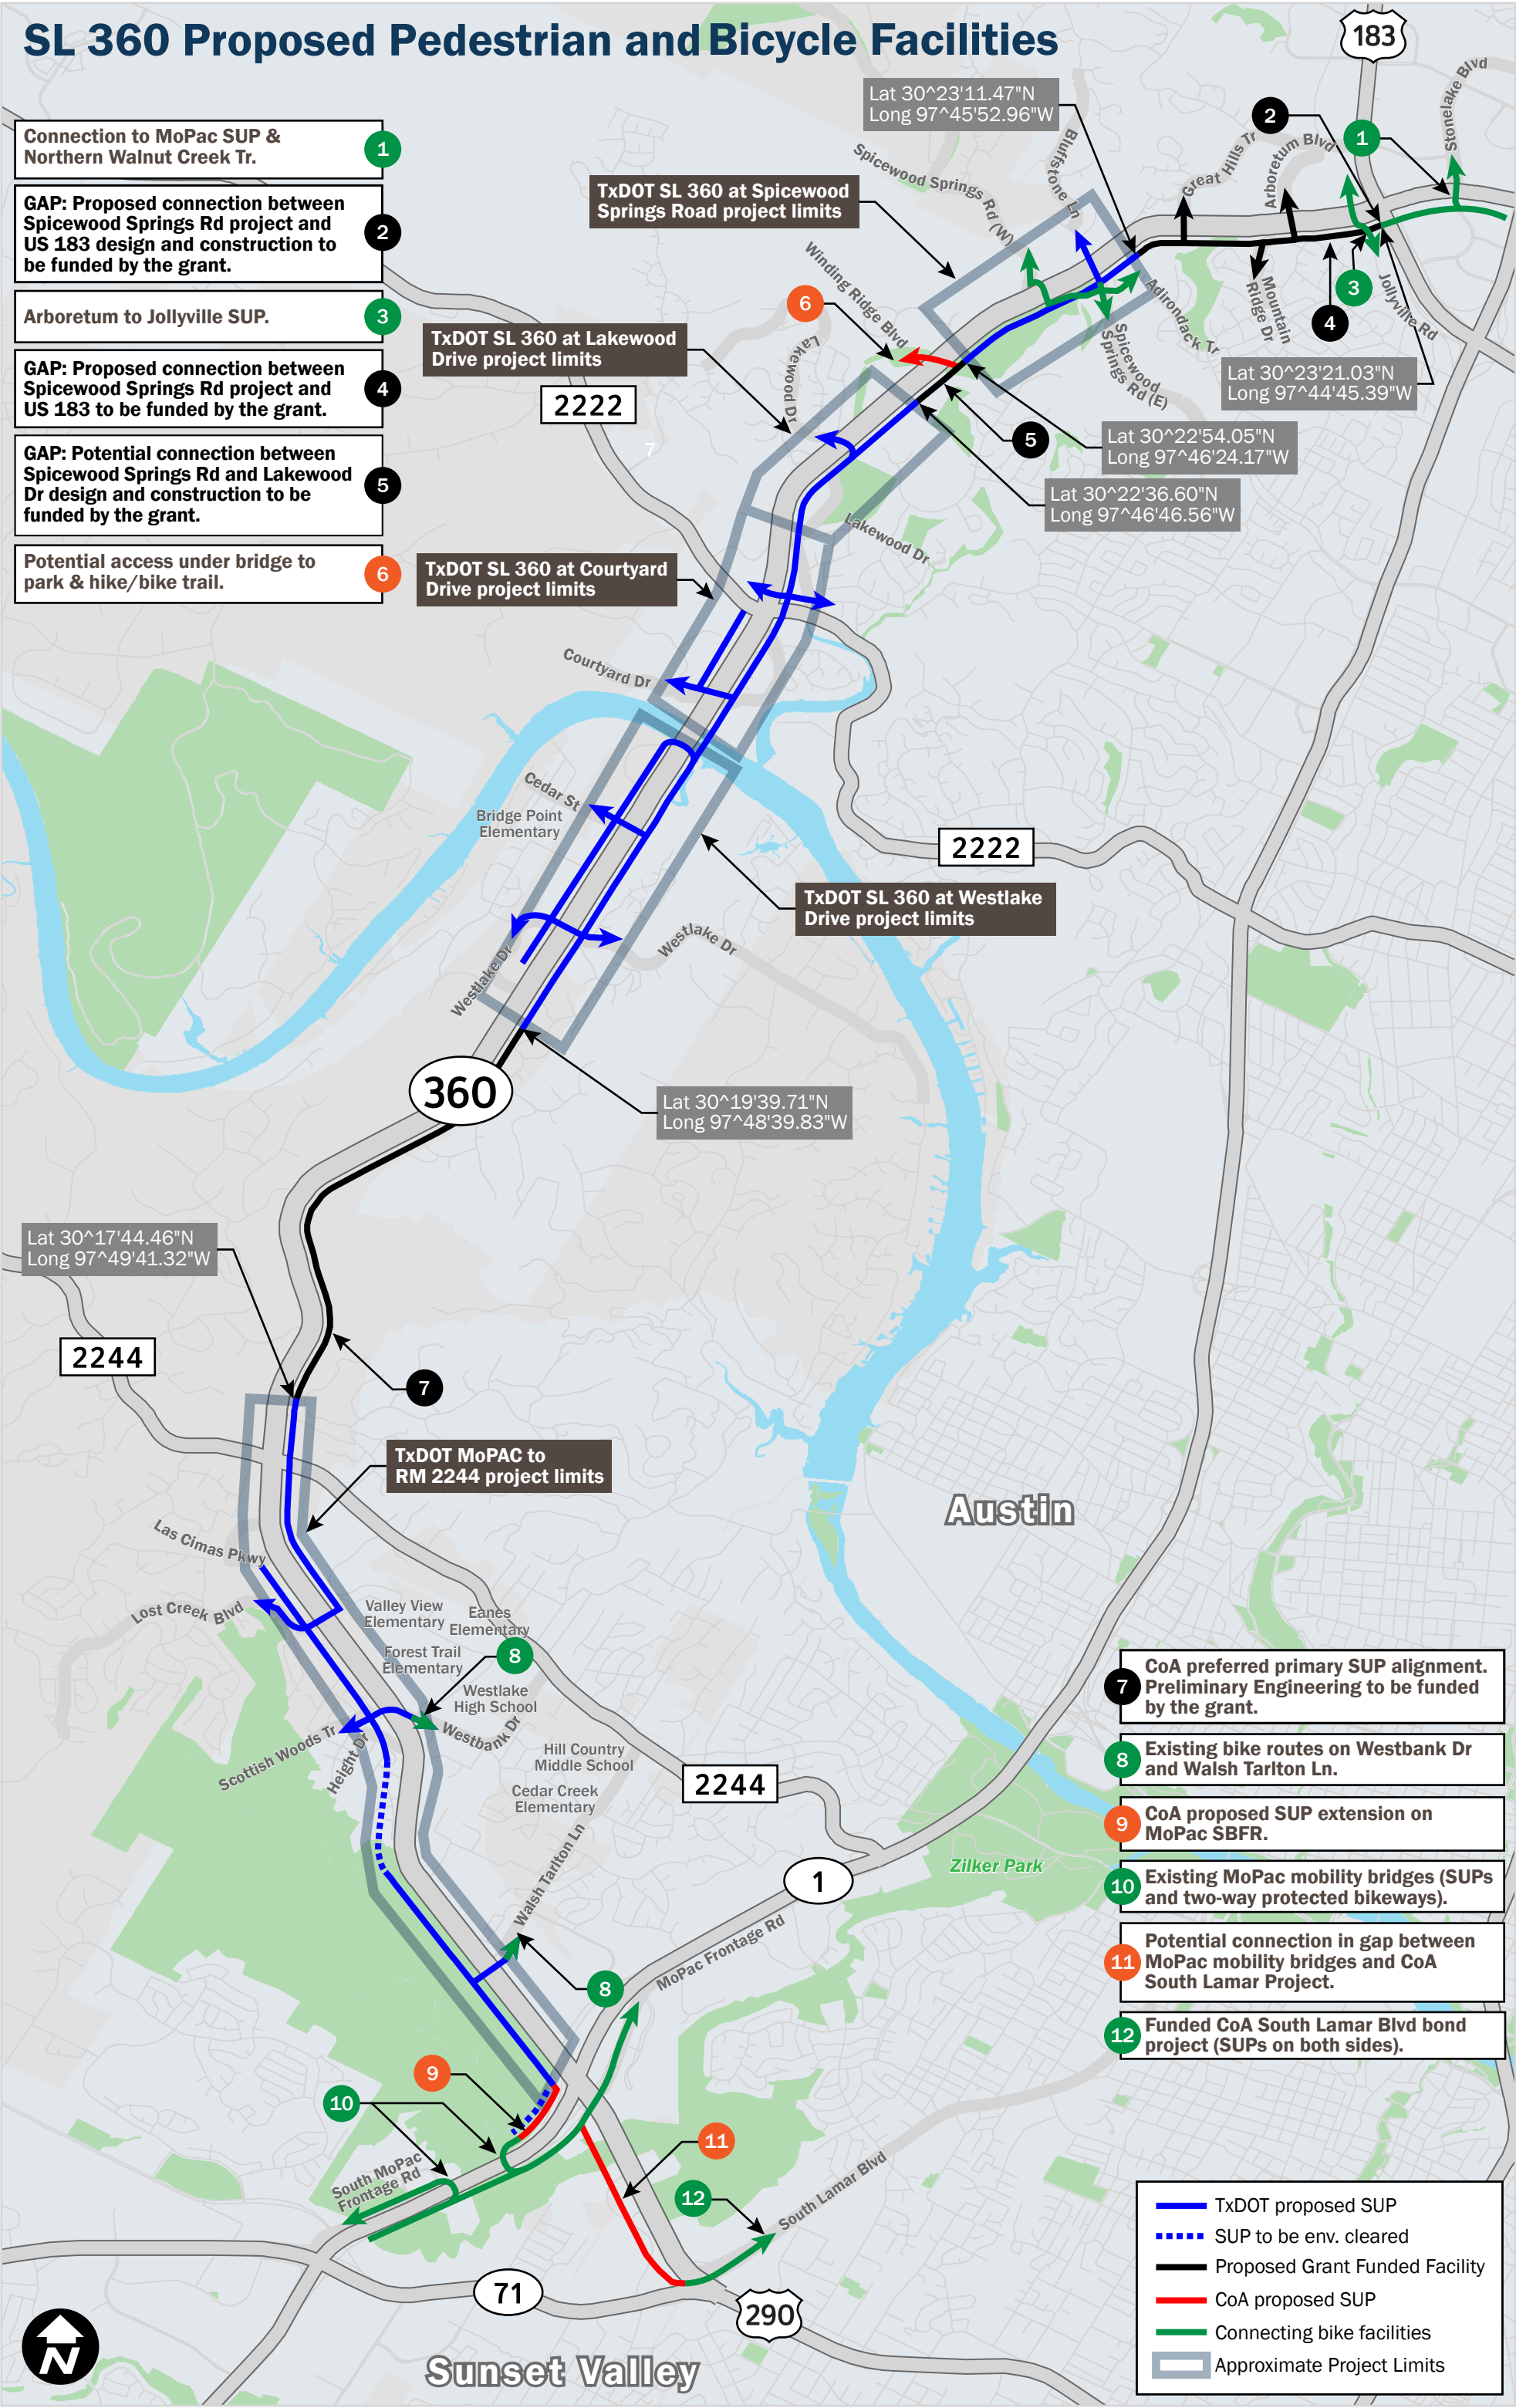 SL 360 Proposed Pedestrian and Bicycle Facilities
183
Lat 30^23'11.47"N
Long 97^45'52.96"W
2
1
Stonelake Blvd
Connection to MoPac SUP &
Northern Walnut Creek Tr.
1
GAP: Proposed connection between
Spicewood Springs Rd project and
US 183 design and construction to
be funded by the grant.
2
Arboretum to Jollyville SUP.
3
GAP: Proposed connection between
Spicewood Springs Rd project and
US 183 to be funded by the grant.
4
GAP: Potential connection between
Spicewood Springs Rd and Lakewood
Dr design and construction to be
funded by the grant.
5
Potential access under bridge to
park & hike/bike trail.
6
Great Hills Tr
Arboretum Blvd
Bluffstone Ln
Spicewood Springs Rd (W)
TxDOT SL 360 at Spicewood
Springs Road project limits
Winding Ridge Blvd
6
Adirondack Tr
Mountain
Ridge Dr
3
4
Jollyville Rd
Spicewood
Springs Rd (E)
Lat 30^23'21.03"N
Long 97^44'45.39"W
TxDOT SL 360 at Lakewood
Drive project limits
Lakewood Dr
2222
7
5
Lat 30^22'54.05"N
Long 97^46'24.17"W
Lat 30^22'36.60"N
Long 97^46'46.56"W
Lakewood Dr
TxDOT SL 360 at Courtyard
Drive project limits
Courtyard Dr
Cedar St
Bridge Point
Elementary
2222
TxDOT SL 360 at Westlake
Drive project limits
Westlake Dr
Westlake Dr
360
Lat 30^19'39.71"N
Long 97^48'39.83"W
Lat 30^17'44.46"N
Long 97^49'41.32"W
2244
7
TxDOT MoPAC to
RM 2244 project limits
Austin
Las Cimas Pkwy
Lost Creek Blvd
Valley View
Elementary
Eanes
Elementary
Forest Trail
Elementary
8
Westlake
High School
Westbank Dr
Scottish Woods Tr
Height Dr
Hill Country
Middle School
Cedar Creek
Elementary
2244
Walsh Tarlton Ln
1
Zilker Park
MoPac Frontage Rd
8
7
CoA preferred primary SUP alignment.
Preliminary Engineering to be funded
by the grant.
8
Existing bike routes on Westbank Dr
and Walsh Tarlton Ln.
9
CoA proposed SUP extension on
MoPac SBFR.
10
Existing MoPac mobility bridges (SUPs
and two-way protected bikeways).
11
Potential connection in gap between
MoPac mobility bridges and CoA
South Lamar Project.
12
Funded CoA South Lamar Blvd bond
project (SUPs on both sides).
9
10
11
South MoPac
Frontage Rd
12
South Lamar Blvd
71
290
Sunset Valley
N
TxDOT proposed SUP
SUP to be env. cleared
Proposed Grant Funded Facility
CoA proposed SUP
Connecting bike facilities
Approximate Project Limits